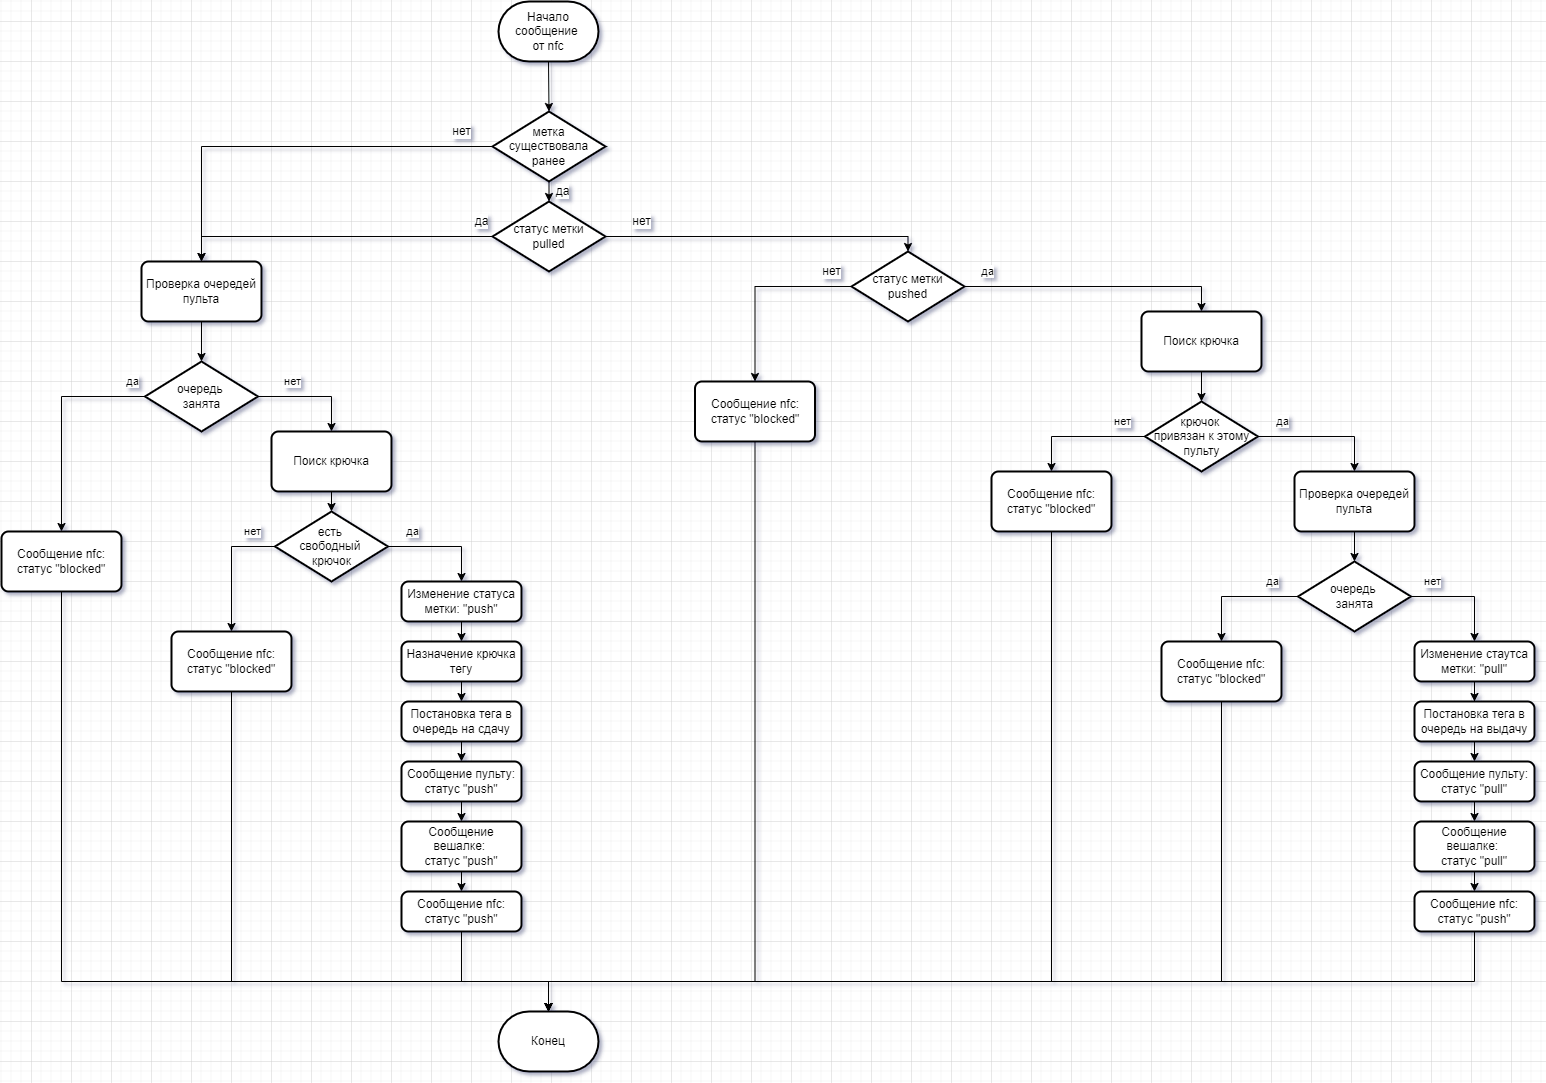 Начало
сообщение
от nfc
нет
метка
существовала
ранее
да
да
статус метки
pulled
нет
Проверка очередей
пульта
нет
статус метки
pushed
да
Поиск крючка
да
очередь
занята
нет
Сообщение nfc:
статус "blocked"
нет
крючок
привязан к этому
пульту
да
Поиск крючка
Сообщение nfc:
статус "blocked"
Проверка очередей
пульта
Сообщение nfc:
статус "blocked"
нет
есть
свободный
крючок
да
да
очередь
занята
нет
Изменение статуса
метки: "push"
Сообщение nfc:
статус "blocked"
Назначение крючка
тегу
Сообщение nfc:
статус "blocked"
Изменение стаутса
метки: "pull"
Постановка тега в
очередь на сдачу
Постановка тега в
очередь на выдачу
Сообщение пульту:
статус "push"
Сообщение пульту:
статус "pull"
Сообщение
вешалке:
статус "push"
Сообщение
вешалке:
статус "pull"
Сообщение nfc:
статус "push"
Сообщение nfc:
статус "push"
Конец